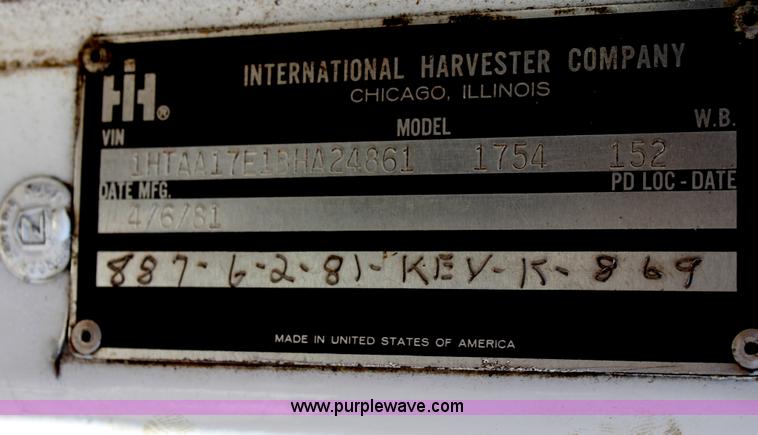 IH®
INTERNATIONAL HARVESTER COMPANY
CHICAGO, ILLINOIS
VIN MODEL W.B.
1HTAA17E1BHA24861 1754 152
DATE MFG. PD LOC - DATE
4/6/81
887-6-2-81-KEY-K-869
MADE IN UNITED STATES OF AMERICA
www.purplewave.com